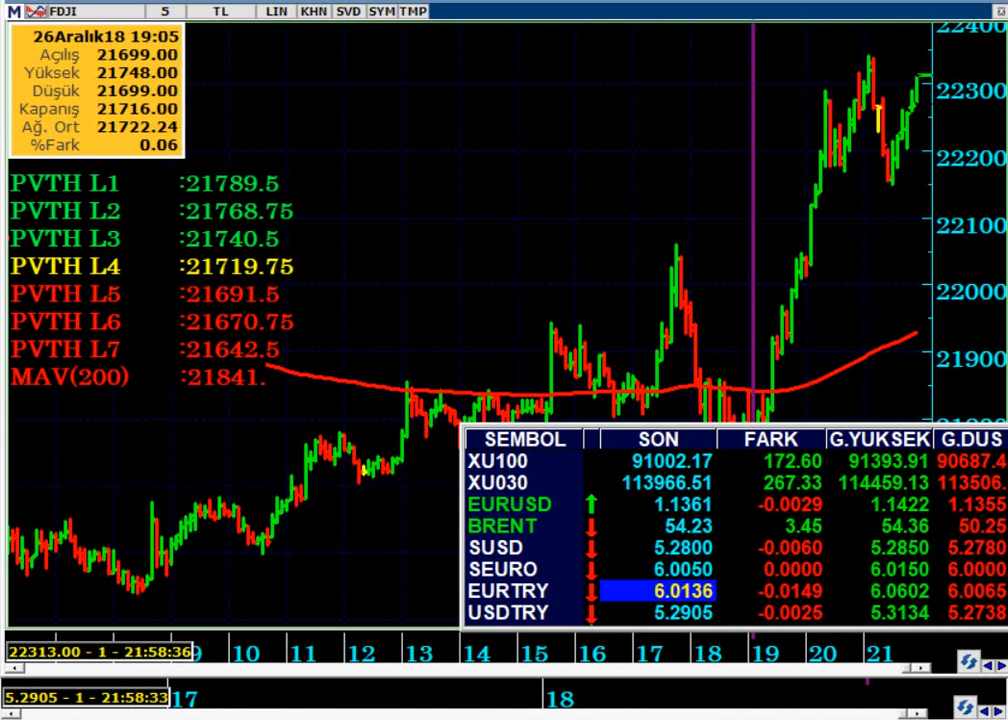 M FDJI 5 TL LIN KHN SVD SYM TMP
26Aralık18 19:05
Açılış 21699.00
Yüksek 21748.00
Düşük 21699.00
Kapanış 21716.00
Ağ. Ort 21722.24
%Fark 0.06
PVTH L1 :21789.5
PVTH L2 :21768.75
PVTH L3 :21740.5
PVTH L4 :21719.75
PVTH L5 :21691.5
PVTH L6 :21670.75
PVTH L7 :21642.5
MAV(200) :21841.
22400
22300
22200
22100
22000
21900
SEMBOL SON FARK G.YUKSEK G.DUS
XU100 91002.17 172.60 91393.91 90687.4
XU030 113966.51 267.33 114459.13 113506.
EURUSD 1.1361 -0.0029 1.1422 1.1355
BRENT 54.23 3.45 54.36 50.25
SUSD 5.2800 -0.0060 5.2850 5.2780
SEURO 6.0050 0.0000 6.0150 6.0000
EURTRY 6.0136 -0.0149 6.0602 6.0065
USDTRY 5.2905 -0.0025 5.3134 5.2738
22313.00 - 1 - 21:58:36 9 10 11 12 13 14 15 16 17 18 19 20 21
5.2905 - 1 - 21:58:33 17 18